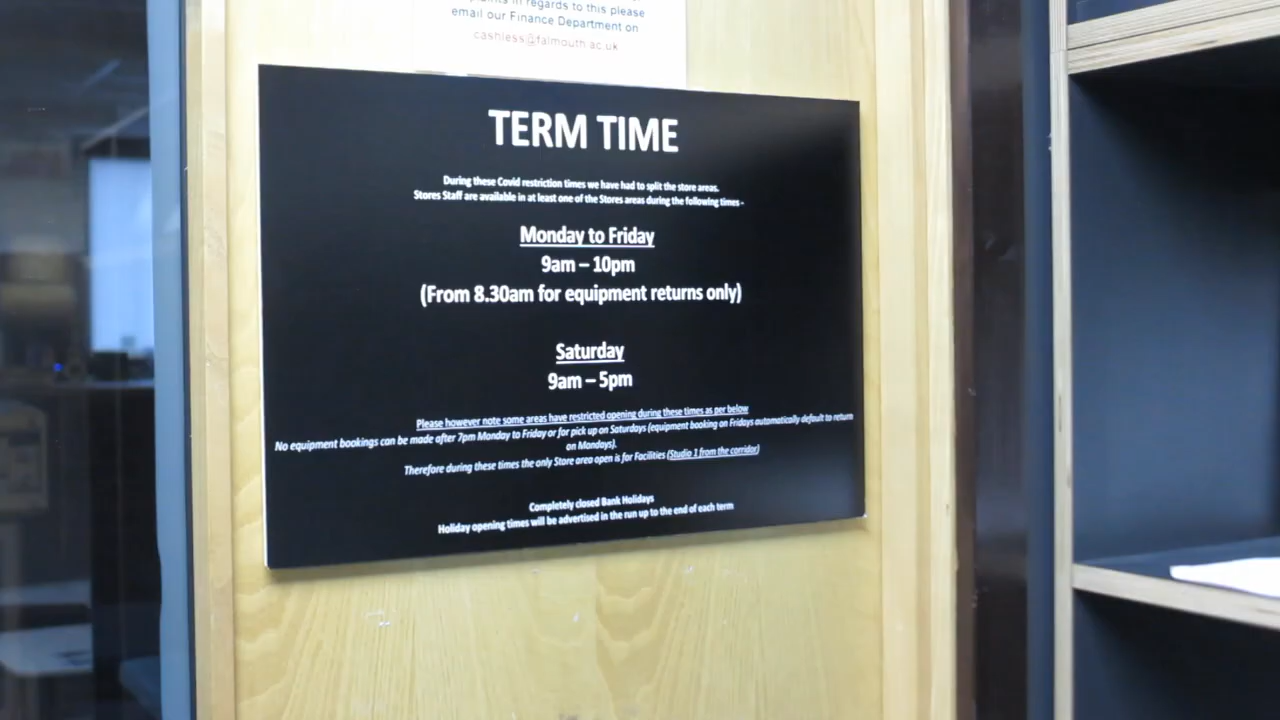 in regards to this please
email our Finance Department on
cashless@falmouth.ac.uk
TERM TIME
During these Covid restriction times we have had to split the store areas.
Stores Staff are available in at least one of the Stores areas during the following times -
Monday to Friday
9am – 10pm
(From 8.30am for equipment returns only)
Saturday
9am – 5pm
Please however note some areas have restricted opening during these times as per below
No equipment bookings can be made after 7pm Monday to Friday or for pick up on Saturdays (equipment booking on Fridays automatically default to return
on Mondays).
Therefore during these times the only Store area open is for Facilities (Studio 1 from the corridor)
Completely closed Bank Holidays
Holiday opening times will be advertised in the run up to the end of each term